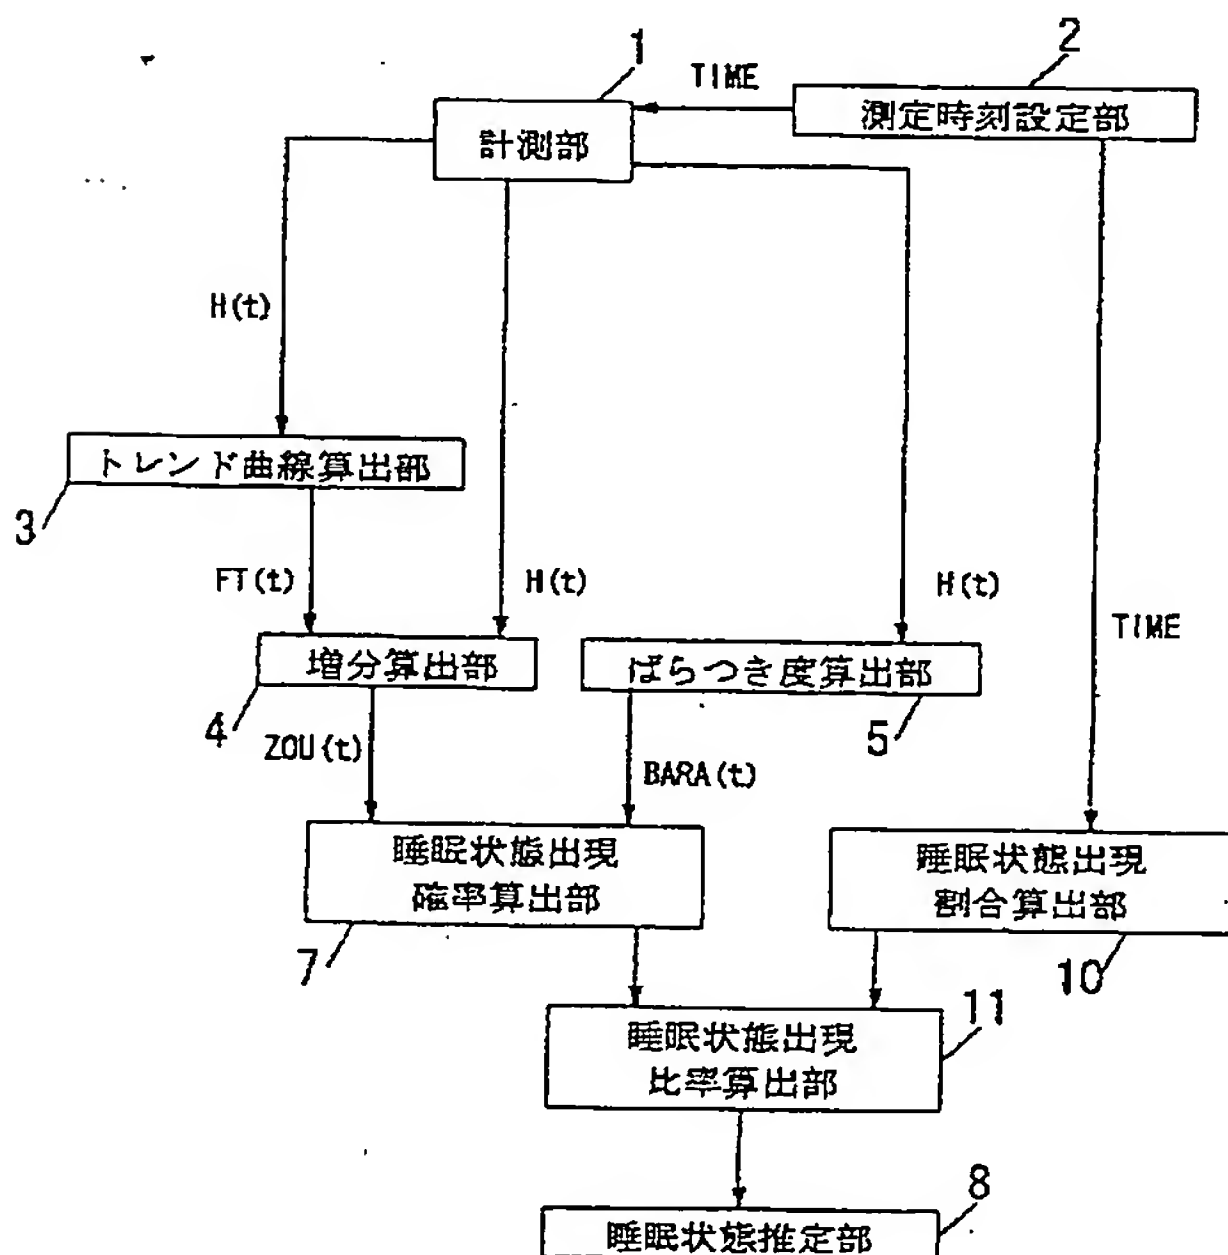 1
2
TIME
測定時刻設定部
計測部
H(t)
トレンド曲線算出部
3
FT(t)
H(t)
H(t)
TIME
増分算出部
ばらつき度算出部
4
5
ZOU(t)
BARA(t)
睡眠状態出現
確率算出部
睡眠状態出現
割合算出部
7
10
11
睡眠状態出現
比率算出部
8
睡眠状態推定部